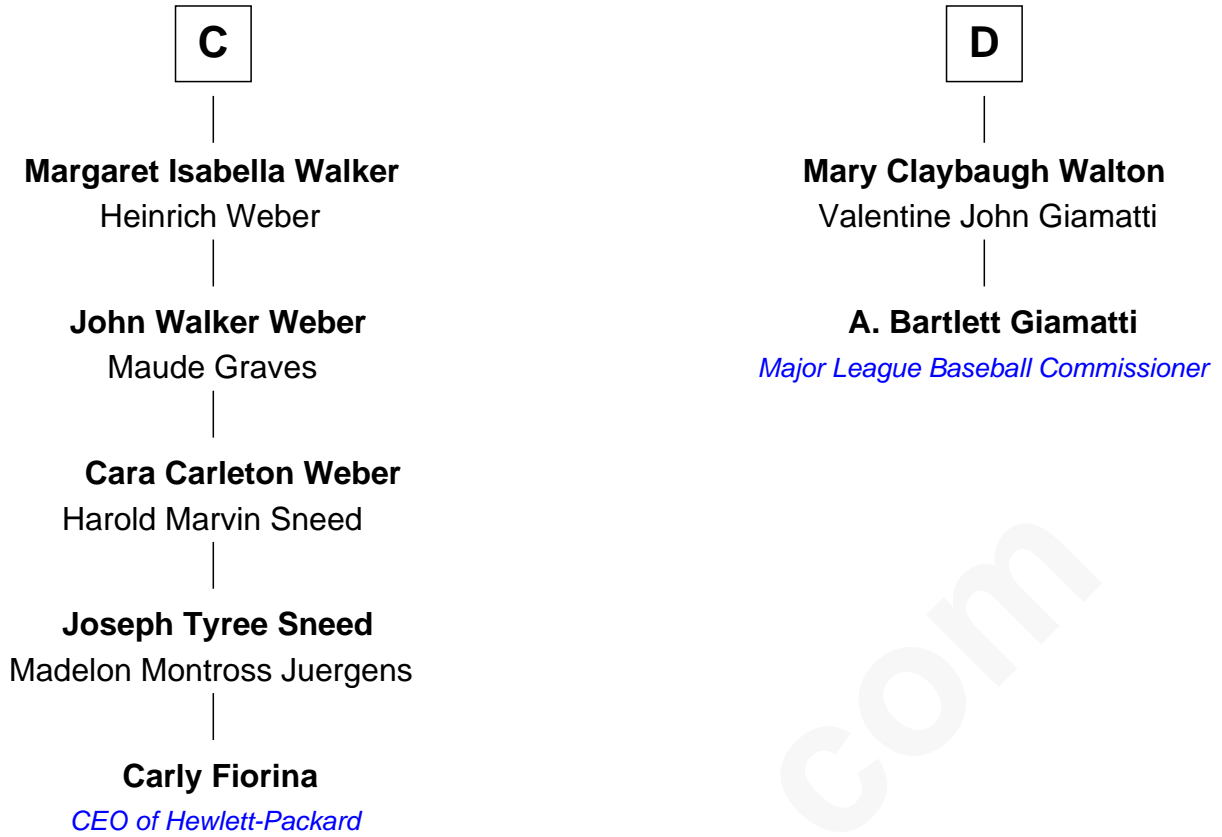 C
Margaret Isabella Walker
Heinrich Weber
John Walker Weber
Maude Graves
Cara Carleton Weber
Harold Marvin Sneed
Joseph Tyree Sneed
Madelon Montross Juergens
Carly Fiorina
CEO of Hewlett-Packard
D
Mary Claybaugh Walton
Valentine John Giamatti
A. Bartlett Giamatti
Major League Baseball Commissioner
com